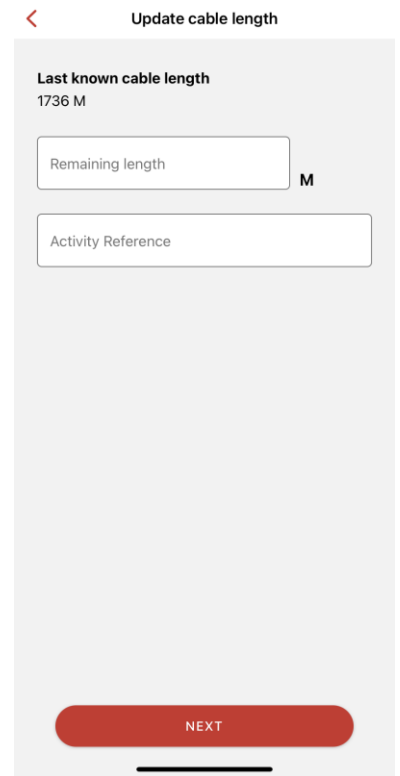 Update cable length
Last known cable length
1736 M
Remaining length
M
Activity Reference
NEXT